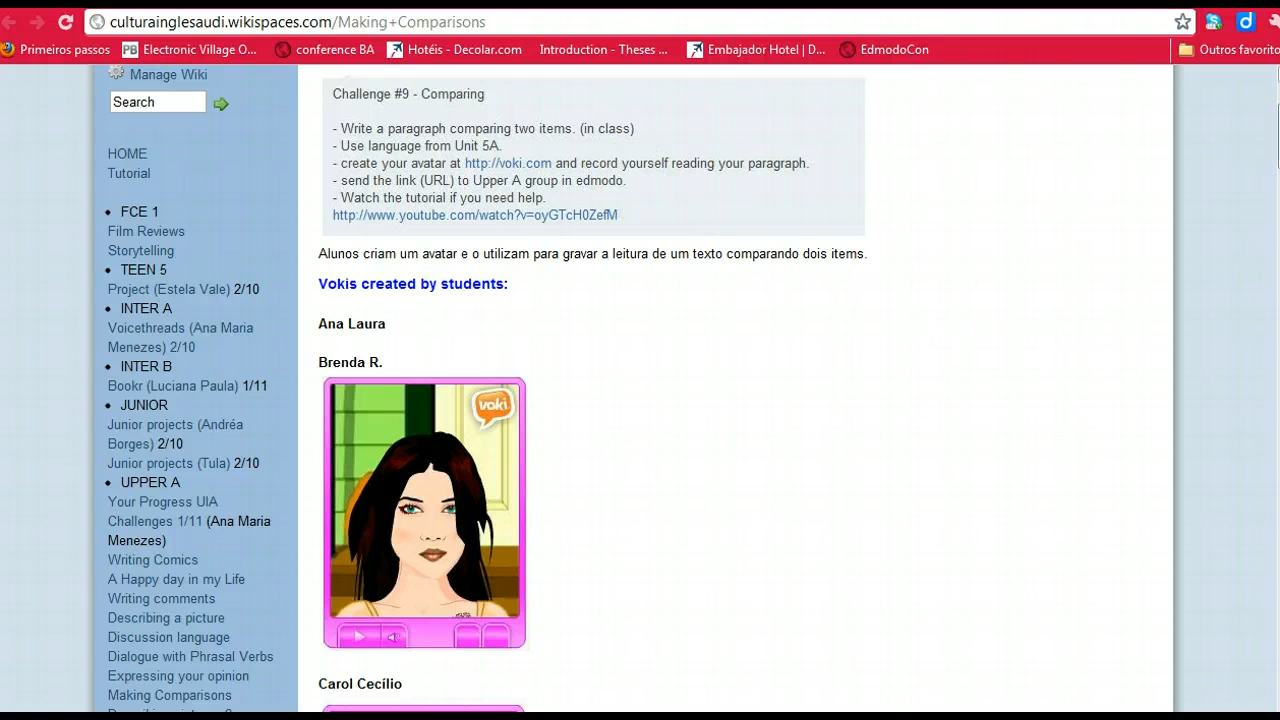 culturainglesaudi.wikispaces.com/Making+Comparisons
Primeiros passos
Electronic Village O...
conference BA
Hotéis - Decolar.com
Introduction - Theses ...
Embajador Hotel | D...
EdmodoCon
Outros favorito
Manage Wiki
Search
HOME
Tutorial
• FCE 1
Film Reviews
Storytelling
• TEEN 5
Project (Estela Vale) 2/10
• INTER A
Voicethreads (Ana Maria
Menezes) 2/10
• INTER B
Bookr (Luciana Paula) 1/11
• JUNIOR
Junior projects (Andréa
Borges) 2/10
Junior projects (Tula) 2/10
• UPPER A
Your Progress UIA
Challenges 1/11 (Ana Maria
Menezes)
Writing Comics
A Happy day in my Life
Writing comments
Describing a picture
Discussion language
Dialogue with Phrasal Verbs
Expressing your opinion
Making Comparisons
Challenge #9 - Comparing
- Write a paragraph comparing two items. (in class)
- Use language from Unit 5A.
- create your avatar at http://voki.com and record yourself reading your paragraph.
- send the link (URL) to Upper A group in edmodo.
- Watch the tutorial if you need help.
http://www.youtube.com/watch?v=oyGTcH0ZefM
Alunos criam um avatar e o utilizam para gravar a leitura de um texto comparando dois items.
Vokis created by students:
Ana Laura
Brenda R.
voki
Carol Cecílio